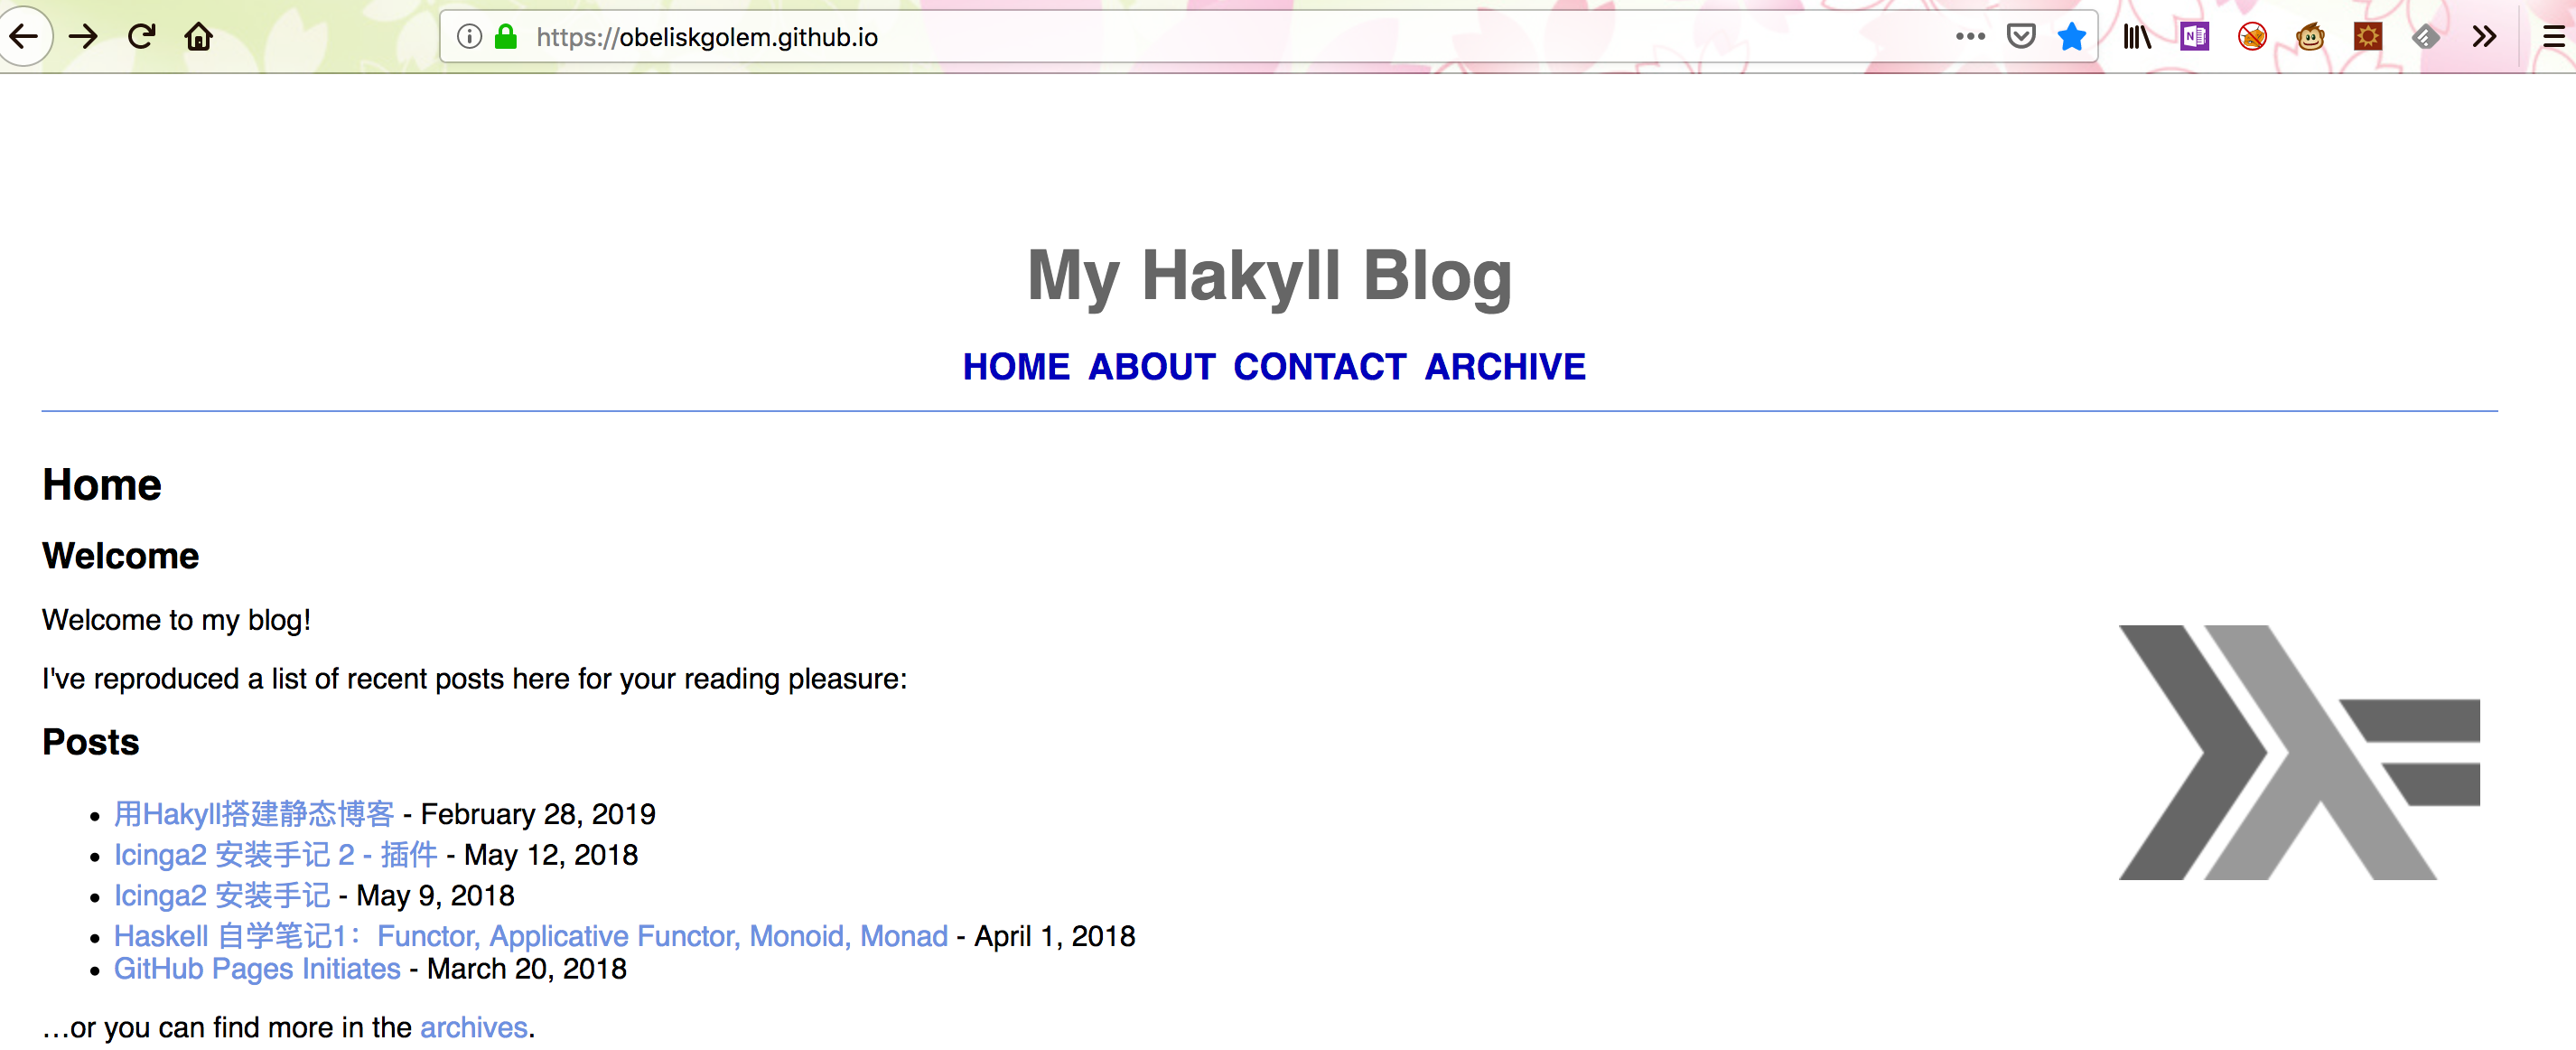 https://obeliskgolem.github.io
My Hakyll Blog
HOME ABOUT CONTACT ARCHIVE
Home
Welcome
Welcome to my blog!
I've reproduced a list of recent posts here for your reading pleasure:
Posts
用Hakyll搭建静态博客 - February 28, 2019
Icinga2 安装手记 2 - 插件 - May 12, 2018
Icinga2 安装手记 - May 9, 2018
Haskell 自学笔记1：Functor, Applicative Functor, Monoid, Monad - April 1, 2018
GitHub Pages Initiates - March 20, 2018
…or you can find more in the archives.